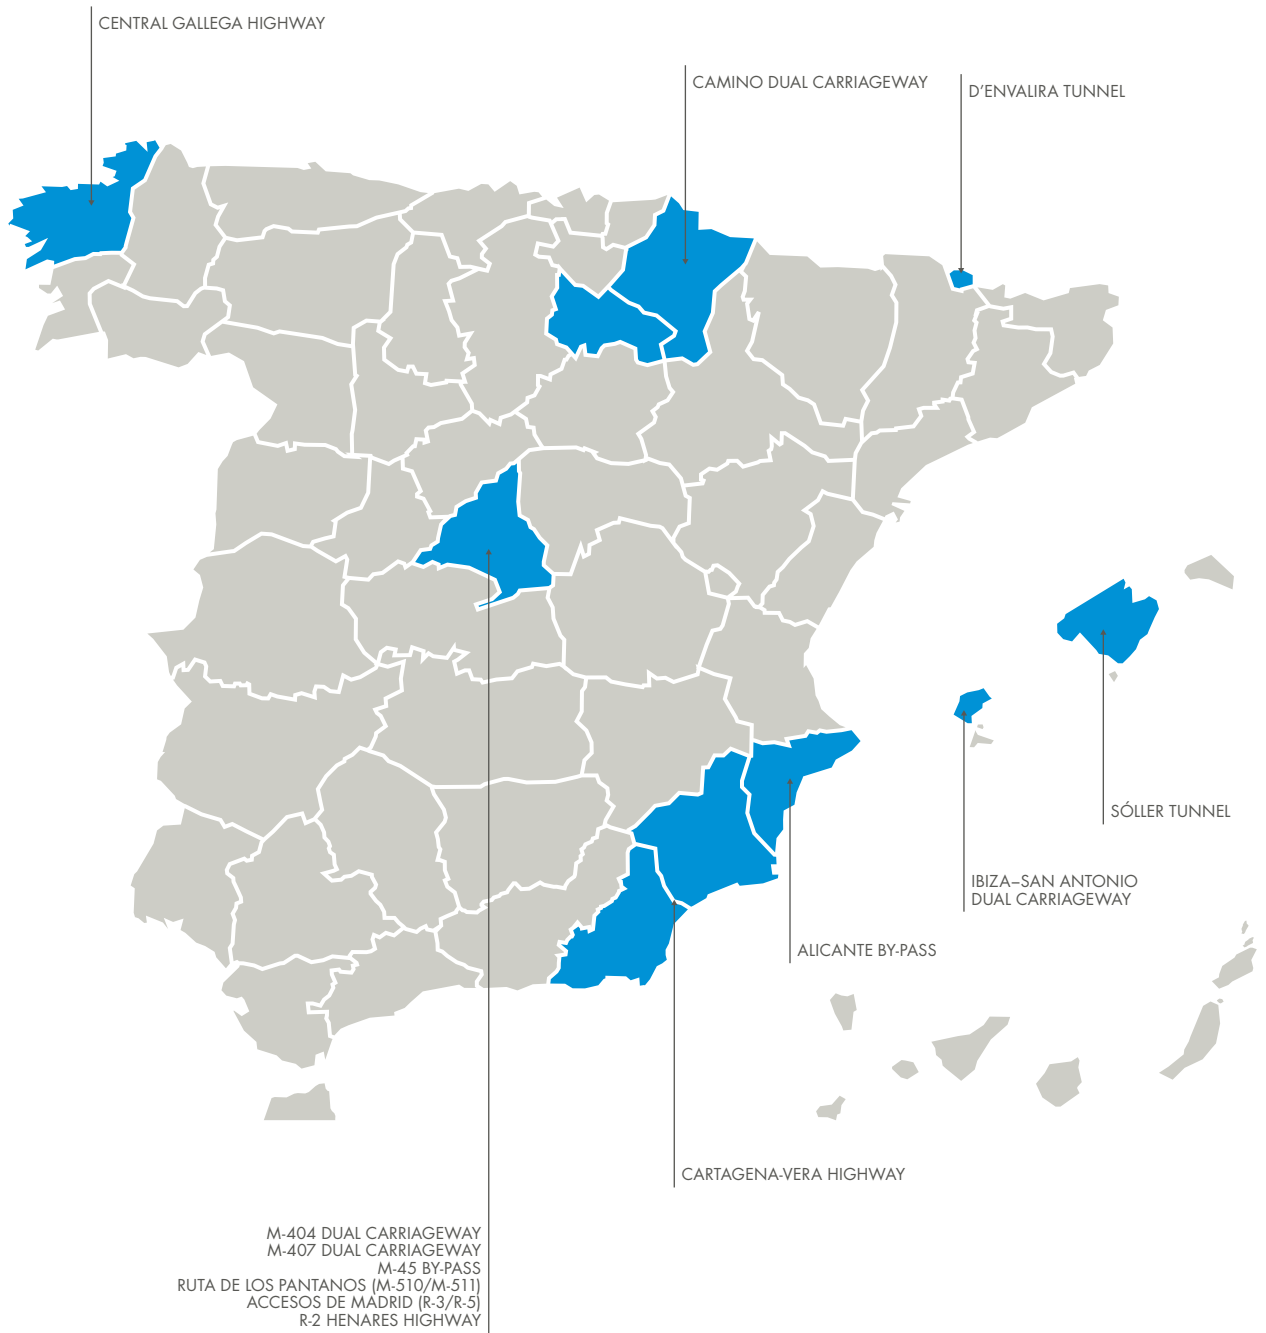 CENTRAL GALLEGA HIGHWAY
CAMINO DUAL CARRIAGEWAY
D'ENVALIRA TUNNEL
SÓLLER TUNNEL
IBIZA–SAN ANTONIO
DUAL CARRIAGEWAY
ALICANTE BY-PASS
CARTAGENA-VERA HIGHWAY
M-404 DUAL CARRIAGEWAY
M-407 DUAL CARRIAGEWAY
M-45 BY-PASS
RUTA DE LOS PANTANOS (M-510/M-511)
ACCESOS DE MADRID (R-3/R-5)
R-2 HENARES HIGHWAY